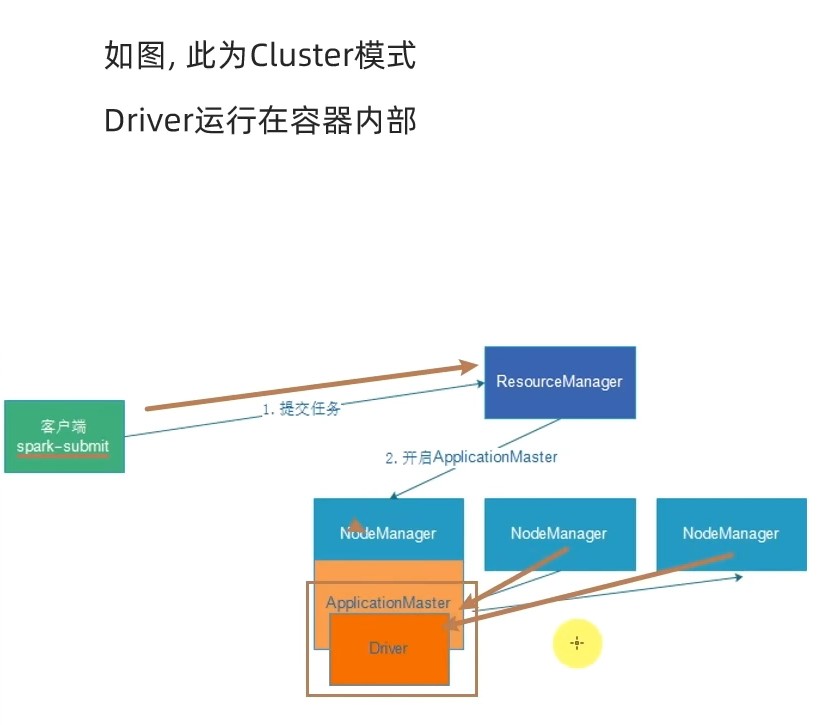 如图, 此为Cluster模式
Driver运行在容器内部
ResourceManager
客户端
spark-submit
1. 提交任务
2. 开启ApplicationMaster
NodeManager
NodeManager
NodeManager
ApplicationMaster
Driver